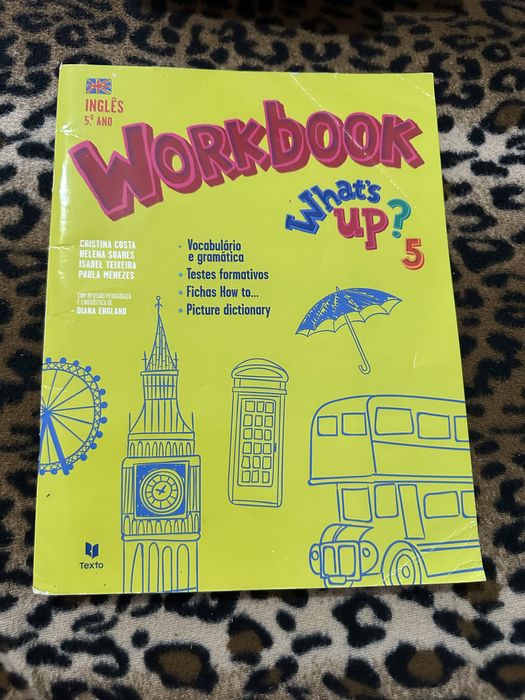 INGLÊS
5.º ANO
WORKBOOK
What's
up?
5
CRISTINA COSTA
HELENA SOARES
ISABEL TEIXEIRA
PAULA MENEZES
COM REVISÃO PEDAGÓGICA
E LINGUÍSTICA DE
DIANA ENGLAND
• Vocabulário
e gramática
• Testes formativos
• Fichas How to...
• Picture dictionary
Texto